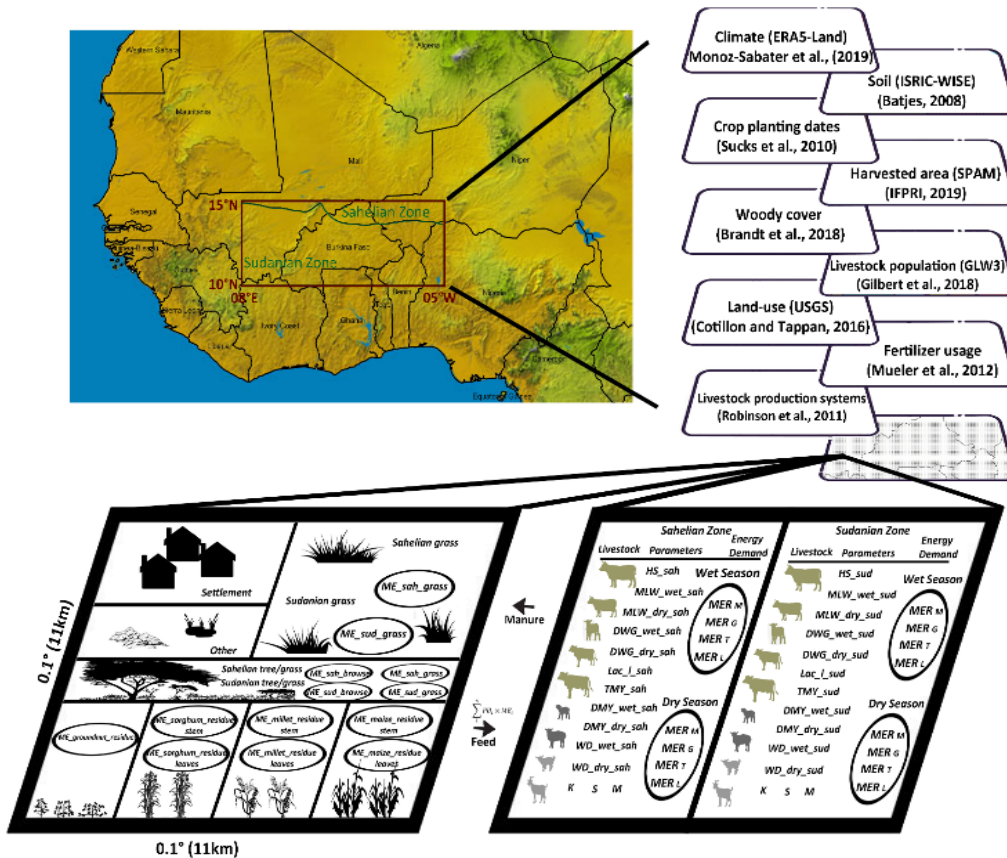 Western Sahara
Algeria
Mauritania
Mali
Niger
Senegal
15°N
Sahelian Zone
Burkina Faso
Sudanian Zone
10°N
08°E
05°W
Benin
Nigeria
Togo
Ghana
Ivory Coast
Sierra Leone
Liberia
Cameroon
Equatorial Guinea
Climate (ERA5-Land)
Monoz-Sabater et al., (2019)
Soil (ISRIC-WISE)
(Batjes, 2008)
Crop planting dates
(Sucks et al., 2010)
Harvested area (SPAM)
(IFPRI, 2019)
Woody cover
(Brandt et al., 2018)
Livestock population (GLW3)
(Gilbert et al., 2018)
Land-use (USGS)
(Cotillon and Tappan, 2016)
Fertilizer usage
(Mueler et al., 2012)
Livestock production systems
(Robinson et al., 2011)
0.1° (11km)
Settlement
Other
Sahelian grass
ME_sah_grass
Sudanian grass
ME_sud_grass
Sahelian tree/grass
ME_sah_browse
ME_sah_grass
Sudanian tree/grass
ME_sud_browse
ME_sud_grass
ME_groundnut_residue
ME_sorghum_residue
stem
ME_sorghum_residue
leaves
ME_millet_residue
stem
ME_millet_residue
leaves
ME_maize_residue
stem
ME_maize_residue
leaves
0.1° (11km)
Manure
Feed
Sahelian Zone
Livestock Parameters Energy
Demand
HS_sah
MLW_wet_sah
MLW_dry_sah
DWG_wet_sah
DWG_dry_sah
Lac_l_sah
TMY_sah
DMY_wet_sah
DMY_dry_sah
WD_wet_sah
WD_dry_sah
K S M
Wet Season
MER M
MER G
MER T
MER L
Dry Season
MER M
MER G
MER T
MER L
Sudanian Zone
Livestock Parameters Energy
Demand
HS_sud
MLW_wet_sud
MLW_dry_sud
DWG_wet_sud
DWG_dry_sud
Lac_l_sud
TMY_sud
DMY_wet_sud
DMY_dry_sud
WD_wet_sud
WD_dry_sud
K S M
Wet Season
MER M
MER G
MER T
MER L
Dry Season
MER M
MER G
MER T
MER L